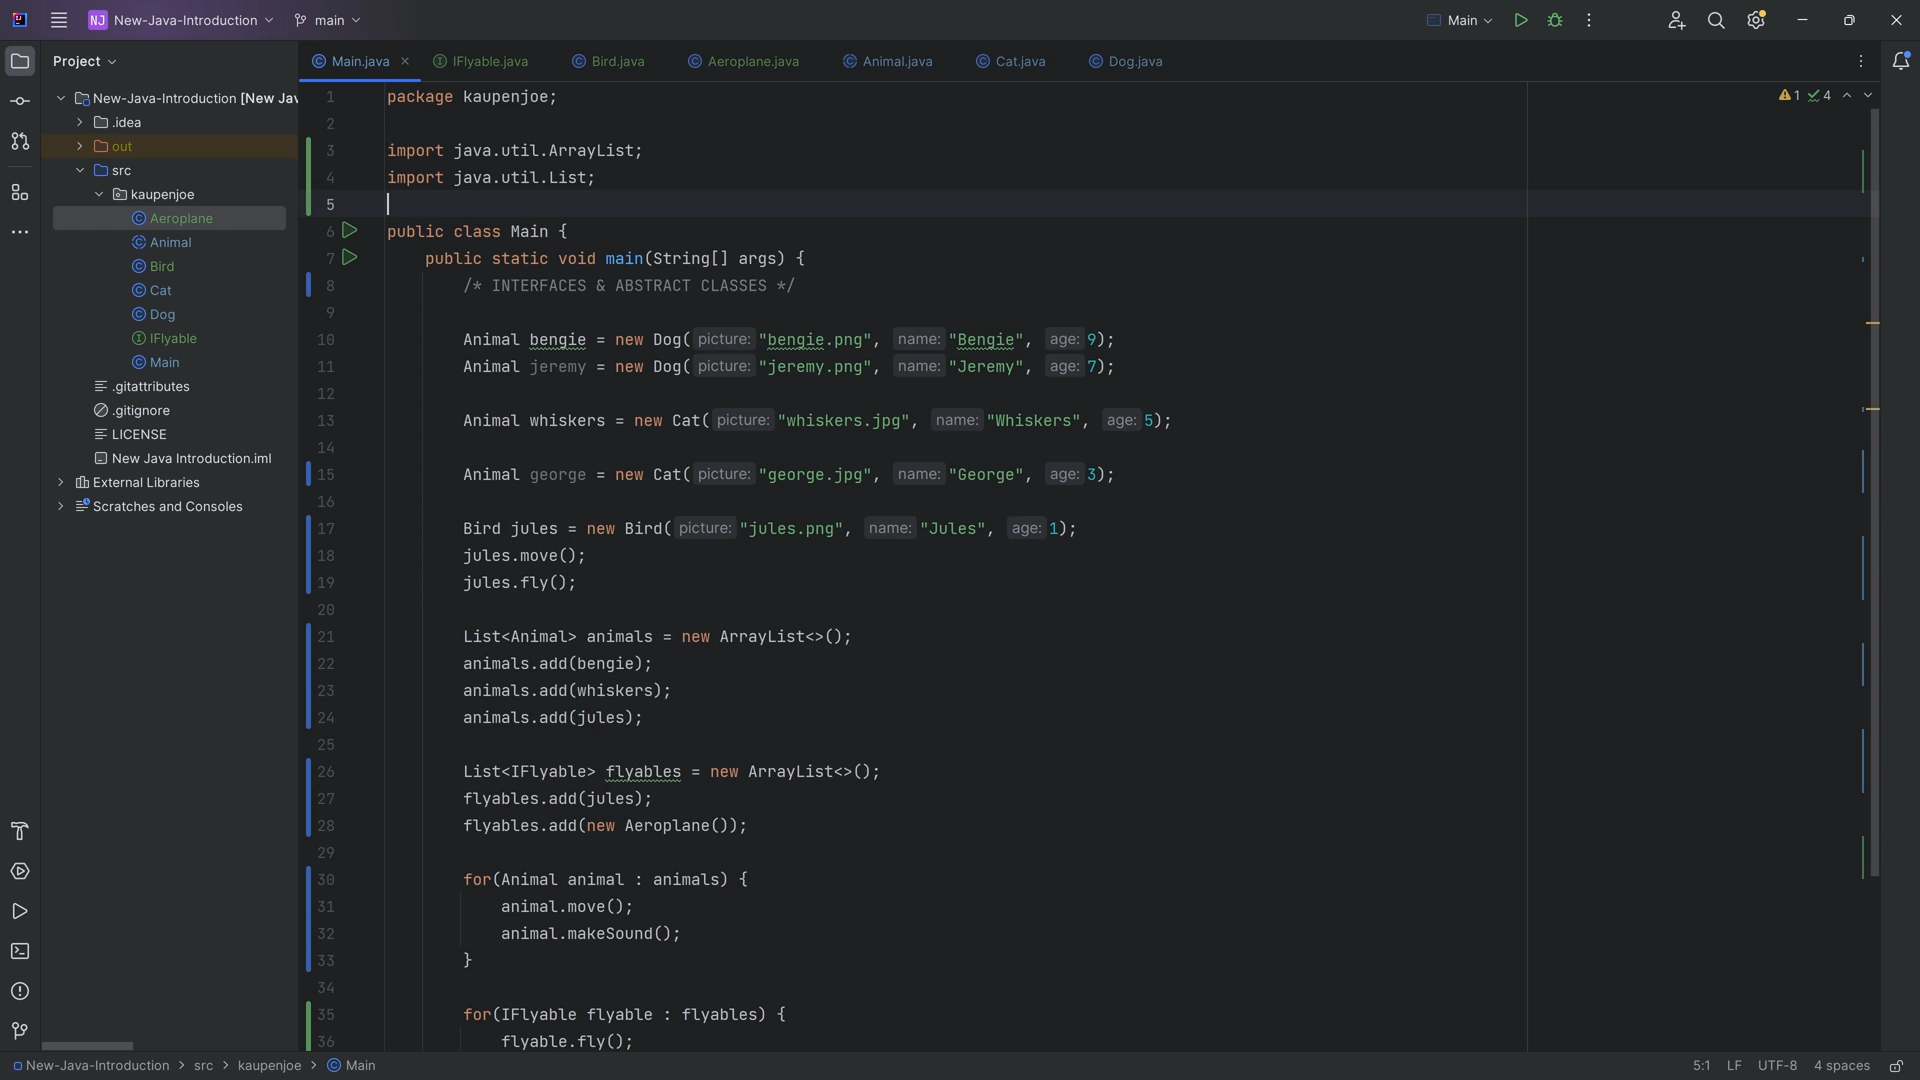 NJ New-Java-Introduction main Main
Project
Main.java IFlyable.java Bird.java Aeroplane.java Animal.java Cat.java Dog.java
New-Java-Introduction [New Jav
.idea
out
src
kaupenjoe
Aeroplane
Animal
Bird
Cat
Dog
IFlyable
Main
.gitattributes
.gitignore
LICENSE
New Java Introduction.iml
External Libraries
Scratches and Consoles
1 4
1 package kaupenjoe;
2
3 import java.util.ArrayList;
4 import java.util.List;
5
6 public class Main {
7 public static void main(String[] args) {
8 /* INTERFACES & ABSTRACT CLASSES */
9
10 Animal bengie = new Dog( picture: "bengie.png", name: "Bengie", age: 9);
11 Animal jeremy = new Dog( picture: "jeremy.png", name: "Jeremy", age: 7);
12
13 Animal whiskers = new Cat( picture: "whiskers.jpg", name: "Whiskers", age: 5);
14
15 Animal george = new Cat( picture: "george.jpg", name: "George", age: 3);
16
17 Bird jules = new Bird( picture: "jules.png", name: "Jules", age: 1);
18 jules.move();
19 jules.fly();
20
21 List<Animal> animals = new ArrayList<>();
22 animals.add(bengie);
23 animals.add(whiskers);
24 animals.add(jules);
25
26 List<IFlyable> flyables = new ArrayList<>();
27 flyables.add(jules);
28 flyables.add(new Aeroplane());
29
30 for(Animal animal : animals) {
31 animal.move();
32 animal.makeSound();
33 }
34
35 for(IFlyable flyable : flyables) {
36 flyable.fly();
New-Java-Introduction > src > kaupenjoe > Main
5:1 LF UTF-8 4 spaces